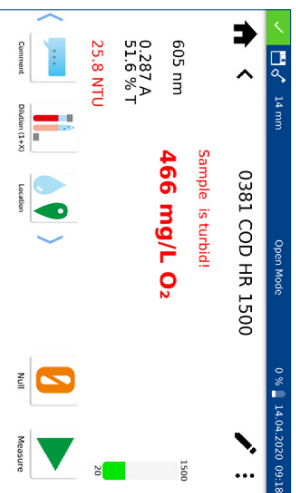 14 mm Open Mode 0 % 14.04.2020 09:18
0381 COD HR 1500
Sample is turbid!
605 nm
466 mg/L O₂
0.287 A
51.6 % T
25.8 NTU
1500
20
Comment Dilution (1+X) Location Null Measure